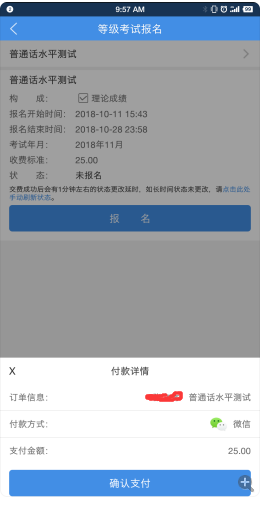 9:57 AM
等级考试报名
普通话水平测试
普通话水平测试
构 成： 理论成绩
报名开始时间： 2018-10-11 15:43
报名结束时间： 2018-10-28 23:58
考试年月： 2018年11月
收费标准： 25.00
状 态： 未报名
交费成功后会有1分钟左右的状态更改延时，如长时间状态未更改，请点击此处
手动刷新状态。
报 名
X 付款详情
订单信息： 普通话水平测试
付款方式： 微信
支付金额： 25.00
确认支付